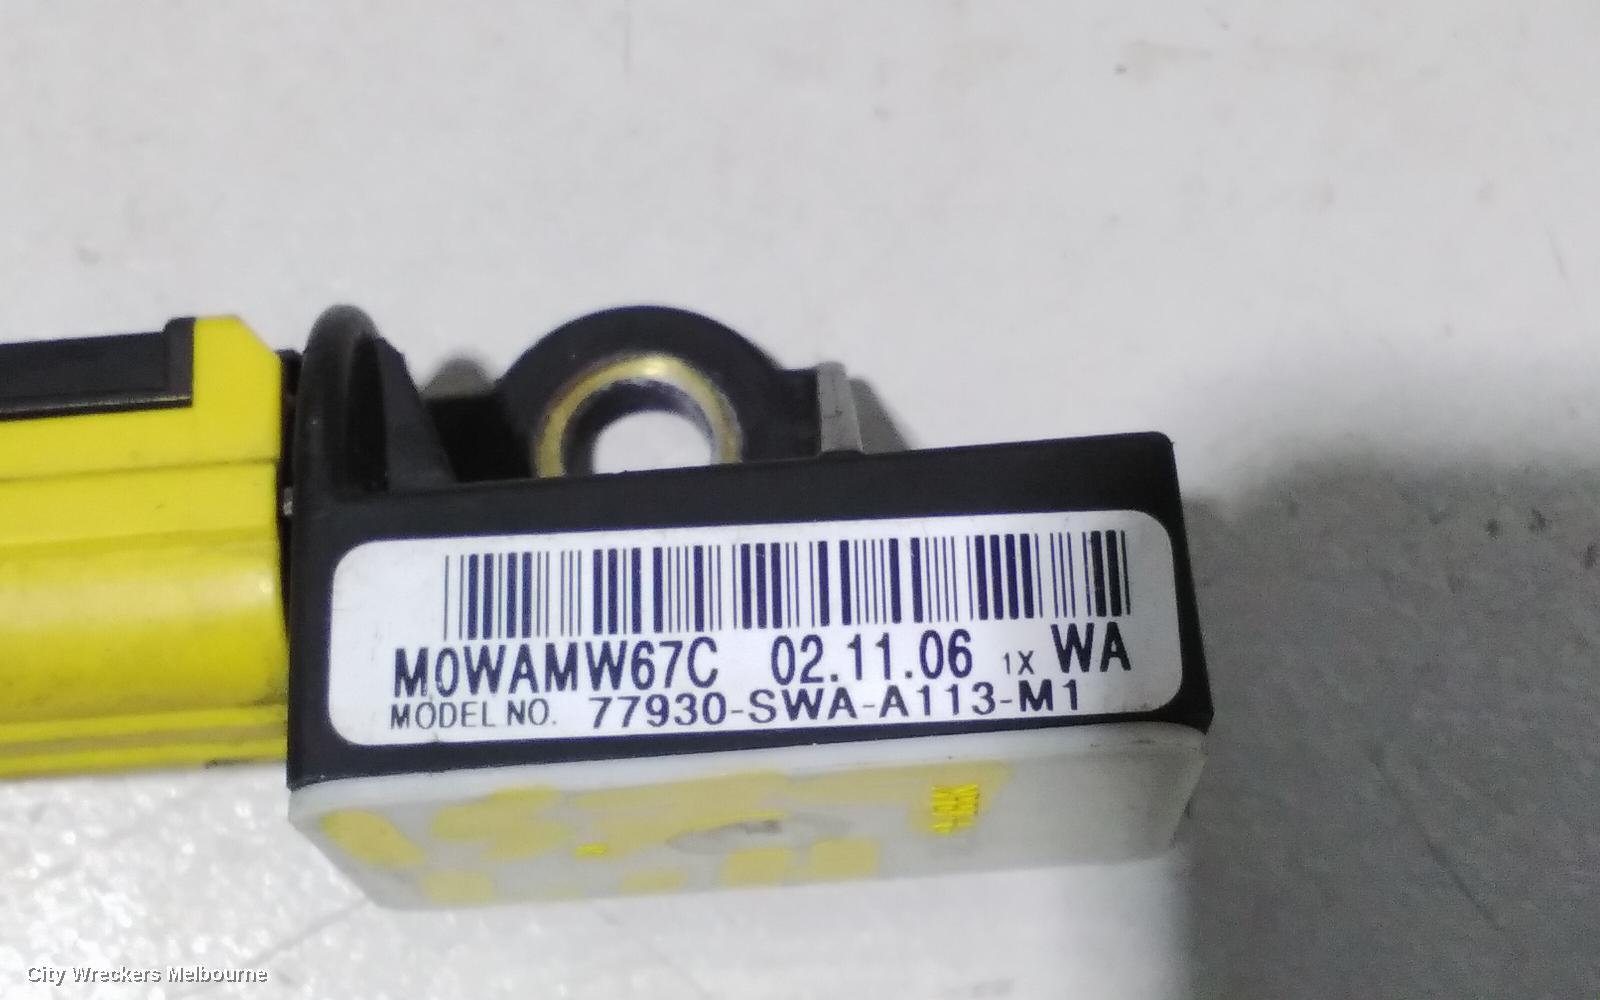 M0WAMW67C 02.11.06 1X WA
MODEL NO. 77930-SWA-A113-M1
City Wreckers Melbourne